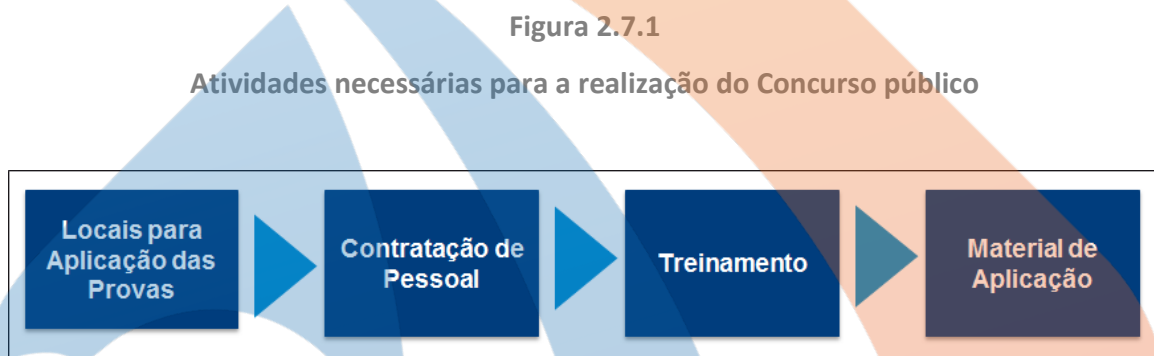 Figura 2.7.1
Atividades necessárias para a realização do Concurso público
Locais para
Aplicação das
Provas
Contratação de
Pessoal
Treinamento
Material de
Aplicação